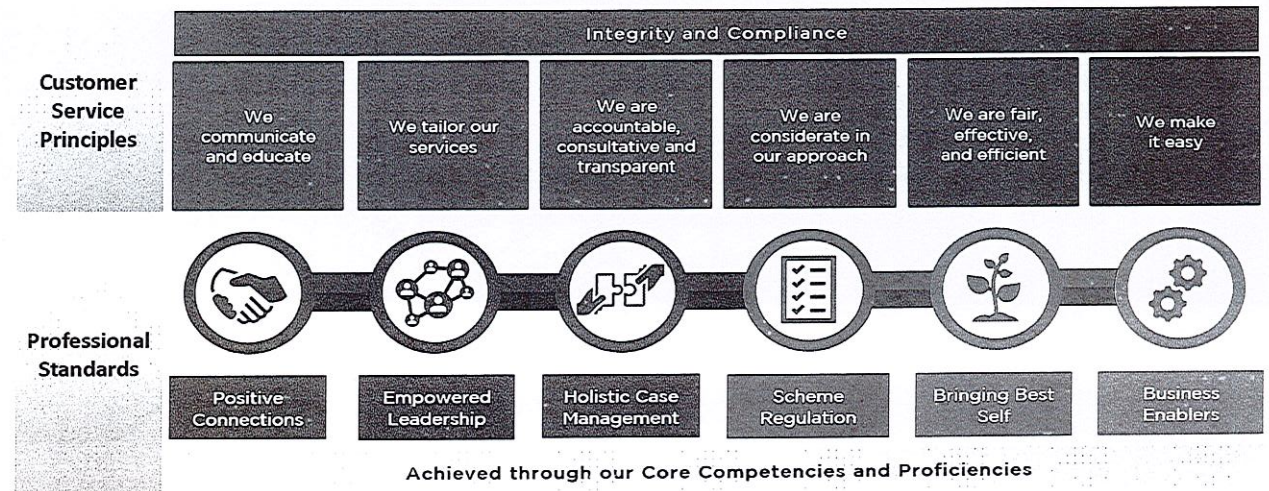 Integrity and Compliance
Customer
Service
Principles
We
communicate
and educate
We tailor our
services
We are
accountable,
consultative and
transparent
We are
considerate in
our approach
We are fair,
effective,
and efficient
We make
it easy
Professional
Standards
Positive
Connections
Empowered
Leadership
Holistic Case
Management
Scheme
Regulation
Bringing Best
Self
Business
Enablers
Achieved through our Core Competencies and Proficiencies